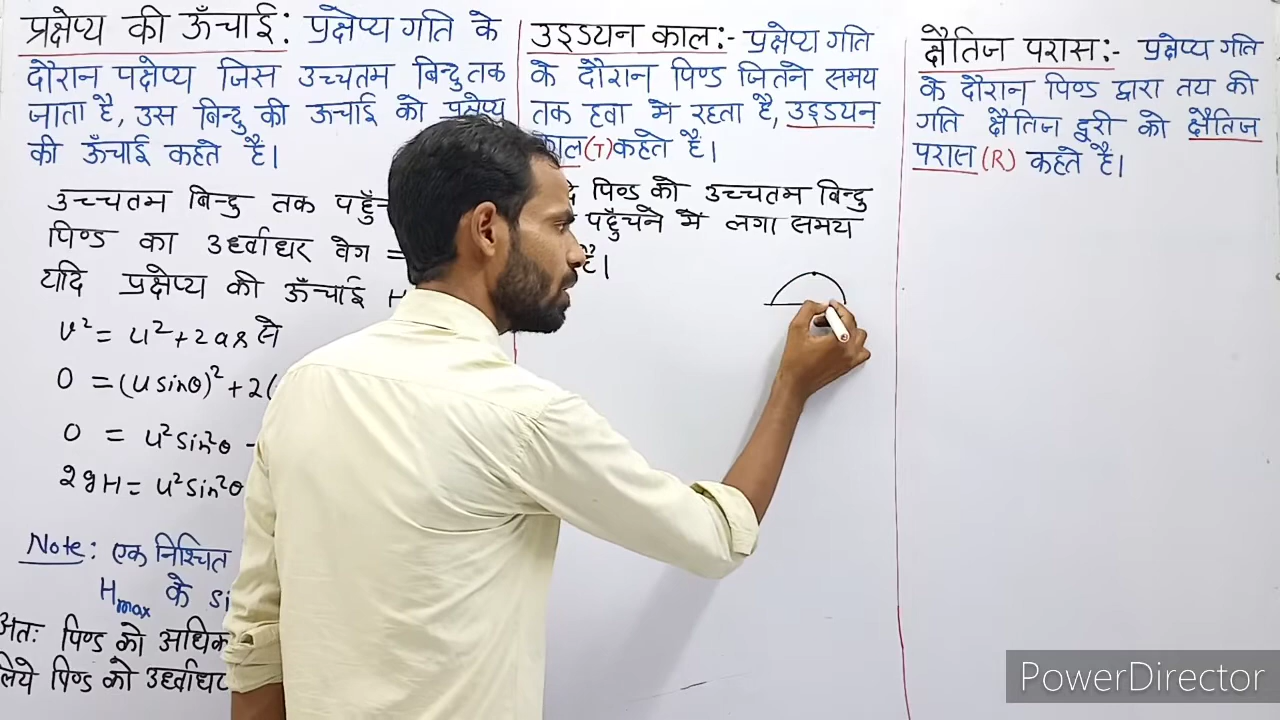 प्रक्षेप्य की ऊँचाई: प्रक्षेप्य गति के
दौरान पक्षेप्य जिस उच्चतम बिन्दु तक
जाता है, उस बिन्दु की ऊचाई को प्रक्षेप्य
की ऊँचाई कहते हैं।
उच्चतम बिन्दु तक
पिण्ड का उर्ध्वाधर वेग =
यदि प्रक्षेप्य की ऊँचाई H
v² = u² + 2as से
0 = (u sinθ)² + 2(
0 = u² sin²θ -
2gH = u² sin²θ
Note: एक निश्चित
Hmax के si
अतः पिण्ड को अधिक
लिये पिण्ड को उर्ध्वाधर
उड्डयन काल:- प्रक्षेप्य गति
के दौरान पिण्ड जितने समय
तक हवा में रहता है, उड्डयन
काल (T) कहते हैं।
पिण्ड को उच्चतम बिन्दु
पहुँचने में लगा समय
है।
क्षैतिज परास:- प्रक्षेप्य गति
के दौरान पिण्ड द्वारा तय की
गति क्षैतिज दूरी को क्षैतिज
परास (R) कहते हैं।
PowerDirector